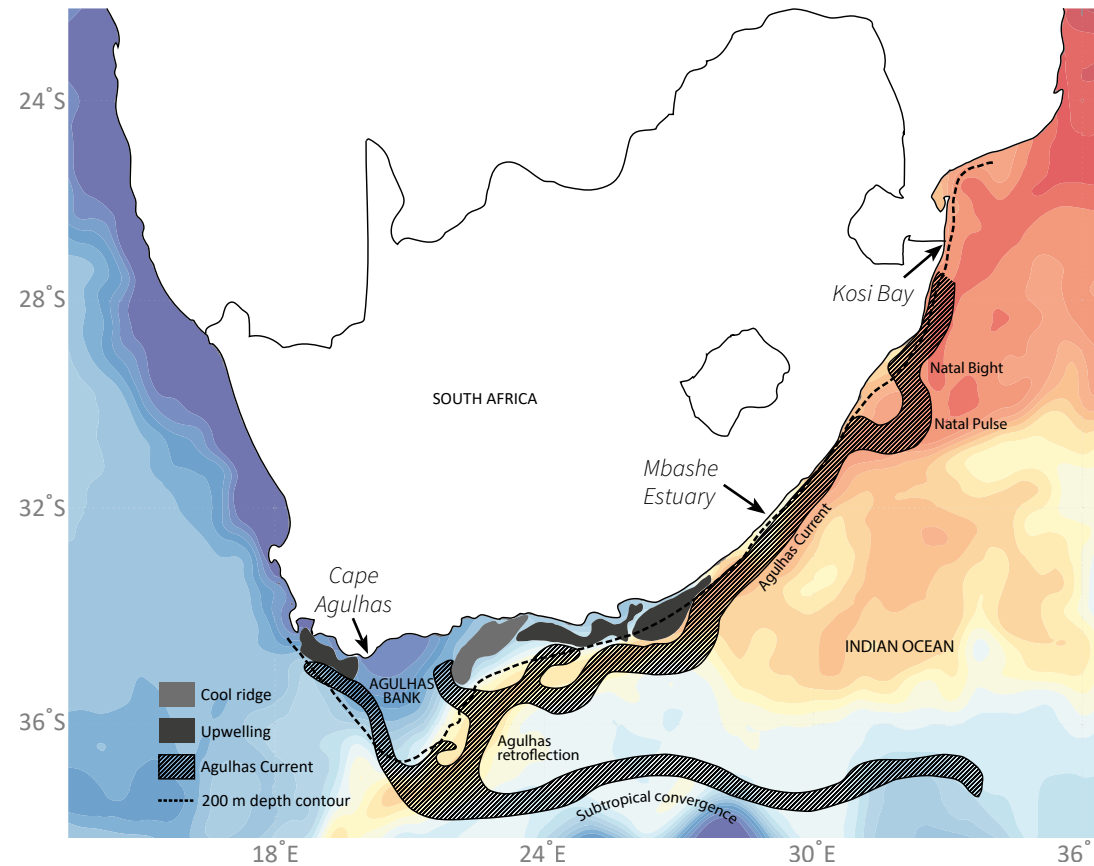 24°S
28°S
32°S
36°S
18°E
24°E
30°E
36°
Kosi Bay
Natal Bight
Natal Pulse
SOUTH AFRICA
Mbashe
Estuary
Agulhas Current
Cape
Agulhas
INDIAN OCEAN
AGULHAS
BANK
Agulhas
retroflection
Subtropical convergence
Cool ridge
Upwelling
Agulhas Current
200 m depth contour